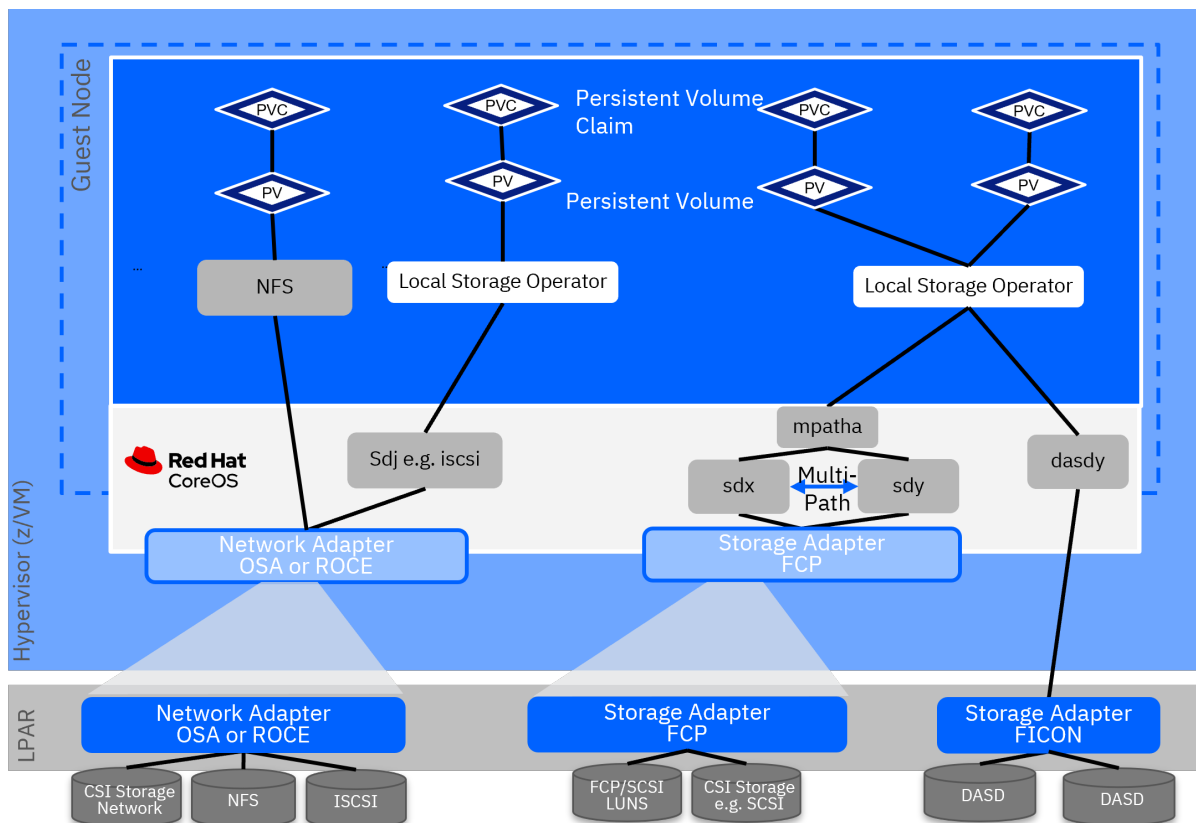 Guest Node
PVC
PVC
Persistent Volume
Claim
PVC
PVC
PV
PV
Persistent Volume
PV
PV
...
NFS
..
Local Storage Operator
Local Storage Operator
Red Hat
CoreOS
Sdj e.g. iscsi
mpatha
sdx
Multi-
Path
sdy
dasdy
Hypervisor (z/VM)
Network Adapter
OSA or ROCE
Storage Adapter
FCP
LPAR
Network Adapter
OSA or ROCE
Storage Adapter
FCP
Storage Adapter
FICON
CSI Storage
Network
NFS
ISCSI
FCP/SCSI
LUNS
CSI Storage
e.g. SCSI
DASD
DASD